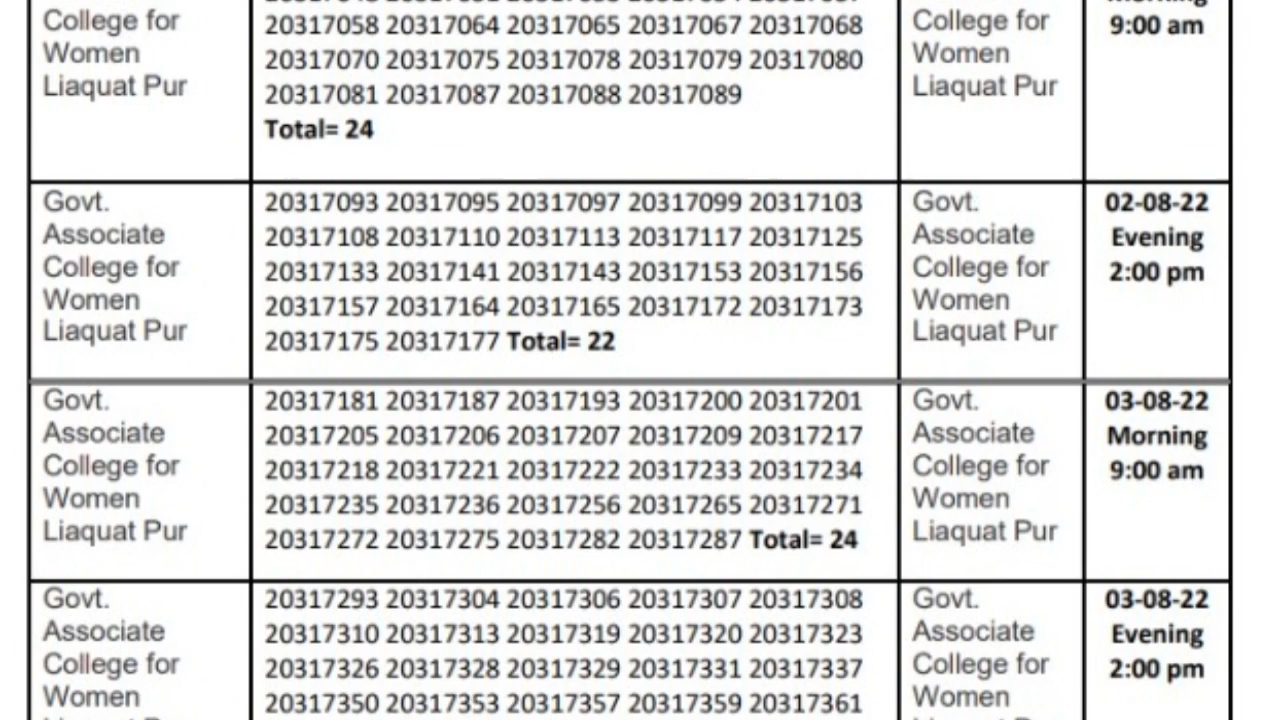 College for
Women
Liaquat Pur
20317058 20317064 20317065 20317067 20317068
20317070 20317075 20317078 20317079 20317080
20317081 20317087 20317088 20317089
Total= 24
College for
Women
Liaquat Pur
9:00 am
Govt.
Associate
College for
Women
Liaquat Pur
20317093 20317095 20317097 20317099 20317103
20317108 20317110 20317113 20317117 20317125
20317133 20317141 20317143 20317153 20317156
20317157 20317164 20317165 20317172 20317173
20317175 20317177 Total= 22
Govt.
Associate
College for
Women
Liaquat Pur
02-08-22
Evening
2:00 pm
Govt.
Associate
College for
Women
Liaquat Pur
20317181 20317187 20317193 20317200 20317201
20317205 20317206 20317207 20317209 20317217
20317218 20317221 20317222 20317233 20317234
20317235 20317236 20317256 20317265 20317271
20317272 20317275 20317282 20317287 Total= 24
Govt.
Associate
College for
Women
Liaquat Pur
03-08-22
Morning
9:00 am
Govt.
Associate
College for
Women
20317293 20317304 20317306 20317307 20317308
20317310 20317313 20317319 20317320 20317323
20317326 20317328 20317329 20317331 20317337
20317350 20317353 20317357 20317359 20317361
Govt.
Associate
College for
Women
03-08-22
Evening
2:00 pm